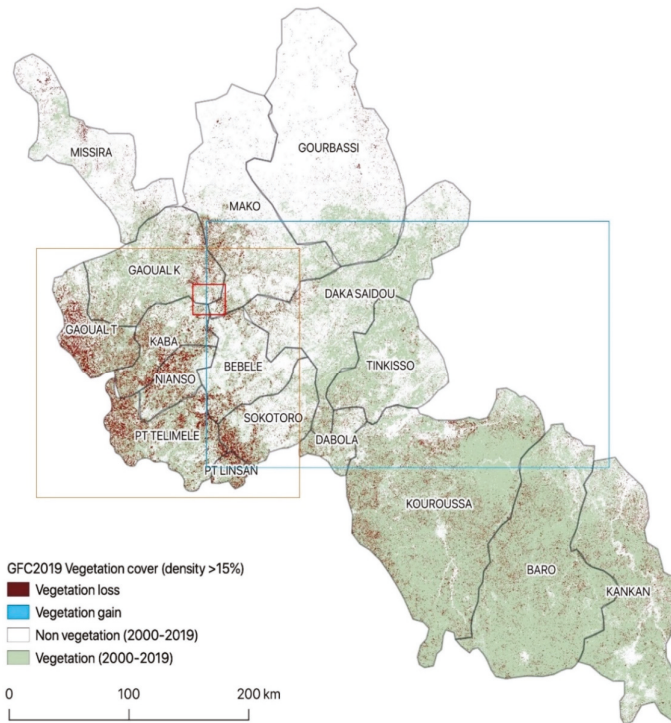 MISSIRA
GOURBASSI
MAKO
GAOUAL K
DAKA SAIDOU
GAOUAL T
KABA
BEBELE
TINKISSO
NIANSO
SOKOTORO
PT TELIMELE
DABOLA
PT LINSAN
KOUROUSSA
BARO
KANKAN
GFC2019 Vegetation cover (density >15%)
Vegetation loss
Vegetation gain
Non vegetation (2000-2019)
Vegetation (2000-2019)
0 100 200 km